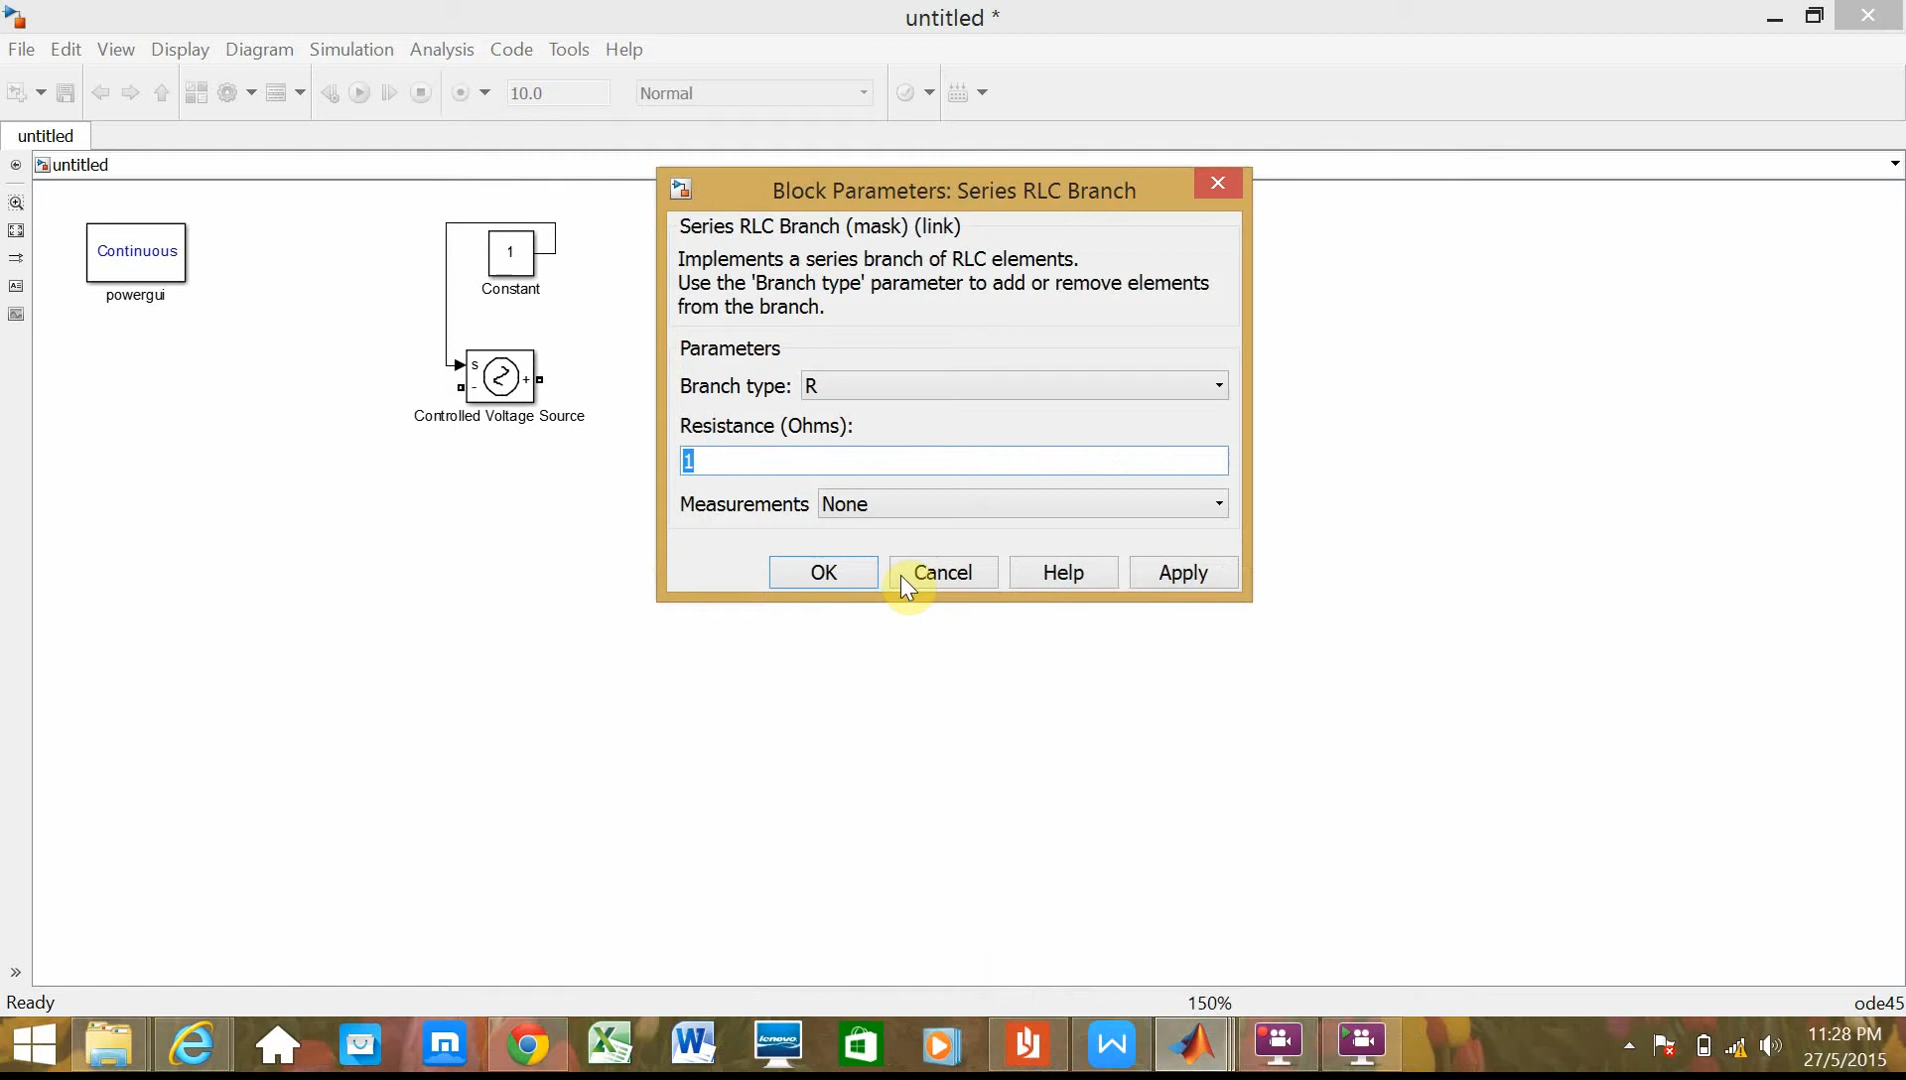 untitled *
File Edit View Display Diagram Simulation Analysis Code Tools Help
10.0 Normal
untitled
untitled
Continuous
powergui
1
Constant
s
- +
Controlled Voltage Source
Block Parameters: Series RLC Branch
Series RLC Branch (mask) (link)
Implements a series branch of RLC elements.
Use the 'Branch type' parameter to add or remove elements
from the branch.
Parameters
Branch type: R
Resistance (Ohms):
1
Measurements None
OK Cancel Help Apply
Ready 150% ode45
lenovo
11:28 PM
27/5/2015